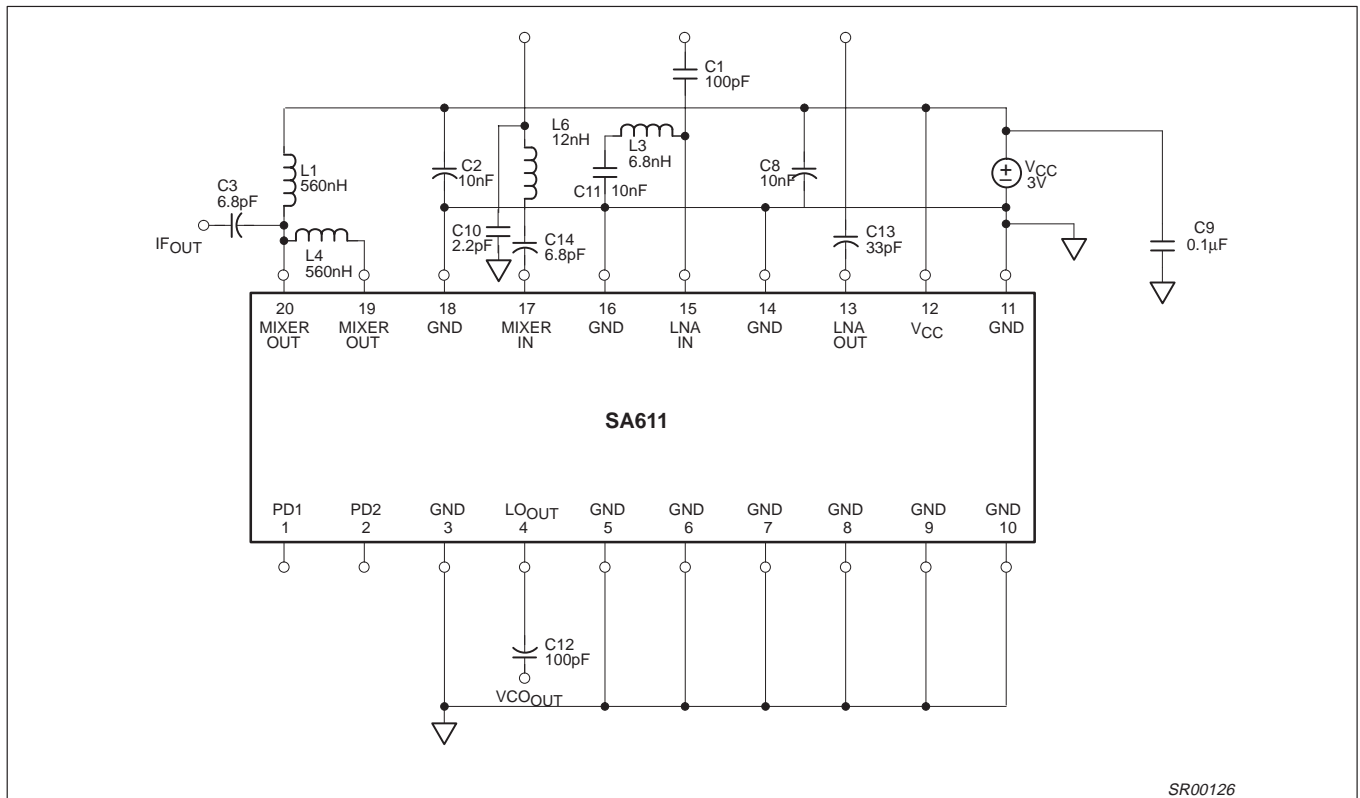 C1
100pF
L6
12nH
L3
6.8nH
C2
10nF
C8
10nF
VCC
3V
L1
560nH
C3
6.8pF
C11
10nF
C10
2.2pF
C14
6.8pF
C13
33pF
C9
0.1µF
IFOUT
L4
560nH
20
MIXER
OUT
19
MIXER
OUT
18
GND
17
MIXER
IN
16
GND
15
LNA
IN
14
GND
13
LNA
OUT
12
VCC
11
GND
SA611
PD1
1
PD2
2
GND
3
LOOUT
4
GND
5
GND
6
GND
7
GND
8
GND
9
GND
10
C12
100pF
VCOOUT
SR00126